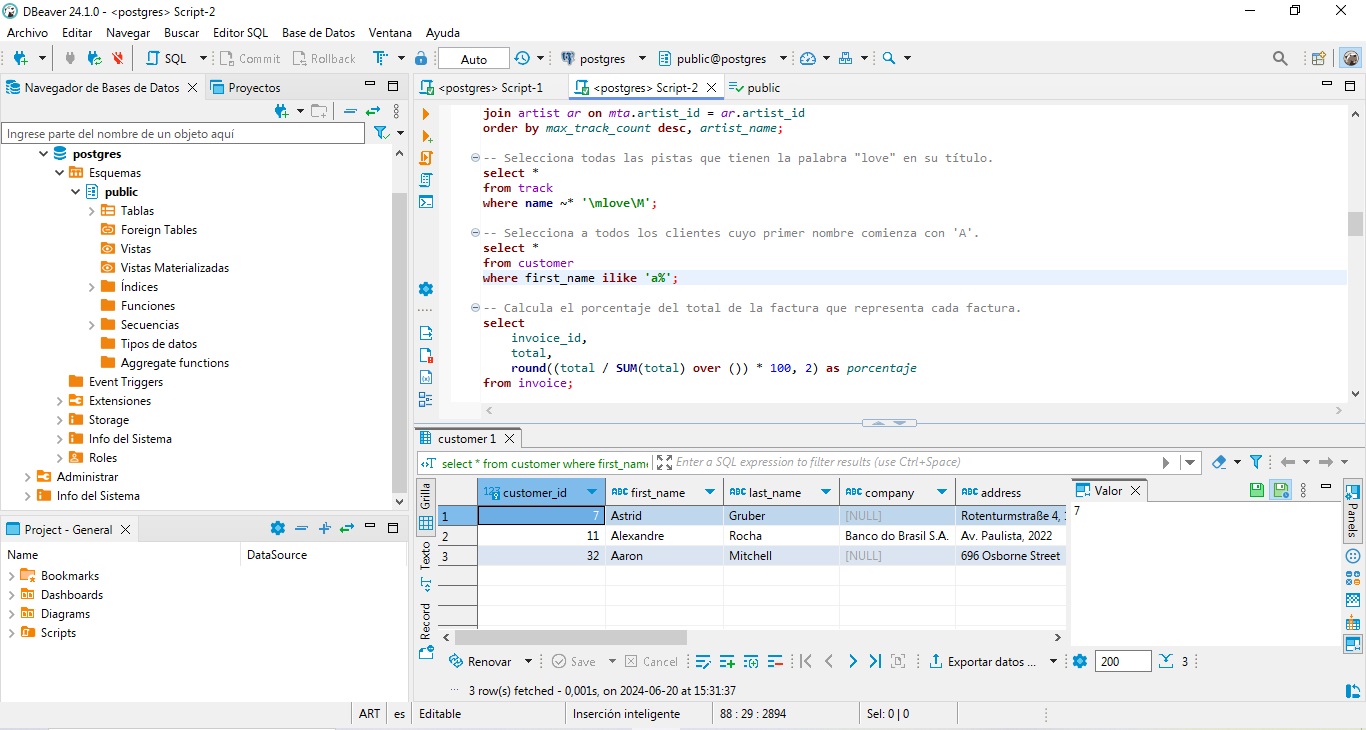 DBeaver 24.1.0 - <postgres> Script-2
Archivo Editar Navegar Buscar Editor SQL Base de Datos Ventana Ayuda
SQL Commit Rollback Auto postgres public@postgres
Navegador de Bases de Datos Proyectos
Ingrese parte del nombre de un objeto aquí
postgres
Esquemas
public
Tablas
Foreign Tables
Vistas
Vistas Materializadas
Índices
Funciones
Secuencias
Tipos de datos
Aggregate functions
Event Triggers
Extensiones
Storage
Info del Sistema
Roles
Administrar
Info del Sistema
Project - General
Name DataSource
Bookmarks
Dashboards
Diagrams
Scripts
<postgres> Script-1 <postgres> Script-2 public
join artist ar on mta.artist_id = ar.artist_id
order by max_track_count desc, artist_name;
-- Selecciona todas las pistas que tienen la palabra "love" en su título.
select *
from track
where name ~* '\mlove\M';
-- Selecciona a todos los clientes cuyo primer nombre comienza con 'A'.
select *
from customer
where first_name ilike 'a%';
-- Calcula el porcentaje del total de la factura que representa cada factura.
select
invoice_id,
total,
round((total / SUM(total) over ()) * 100, 2) as porcentaje
from invoice;
customer 1
select * from customer where first_nam Enter a SQL expression to filter results (use Ctrl+Space)
Grilla
Texto
Record
123 customer_id ABC first_name ABC last_name ABC company ABC address
1 7 Astrid Gruber [NULL] Rotenturmstraße 4,
2 11 Alexandre Rocha Banco do Brasil S.A. Av. Paulista, 2022
3 32 Aaron Mitchell [NULL] 696 Osborne Street
Valor
7
Panels
Renovar Save Cancel Exportar datos ... 200 3
3 row(s) fetched - 0,001s, on 2024-06-20 at 15:31:37
ART es Editable Inserción inteligente 88 : 29 : 2894 Sel: 0 | 0